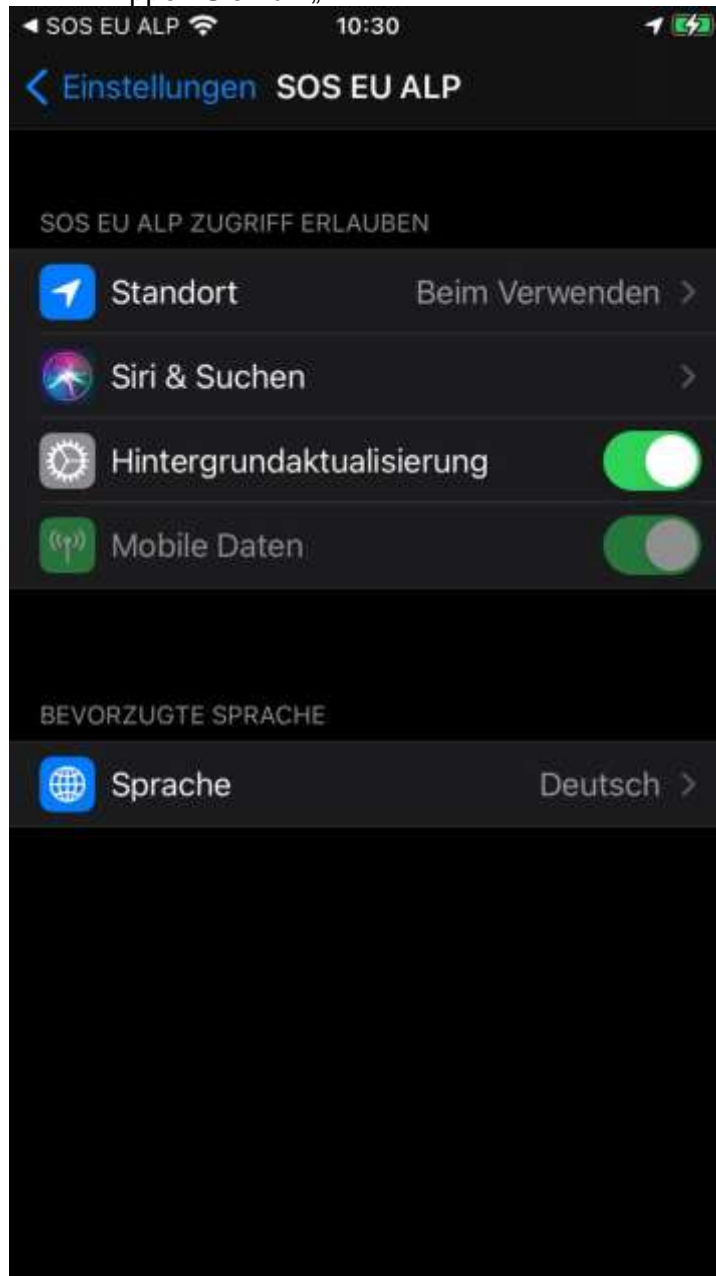 ◀ SOS EU ALP 10:30
Einstellungen SOS EU ALP
SOS EU ALP ZUGRIFF ERLAUBEN
Standort Beim Verwenden
Siri & Suchen
Hintergrundaktualisierung
Mobile Daten
BEVORZUGTE SPRACHE
Sprache Deutsch